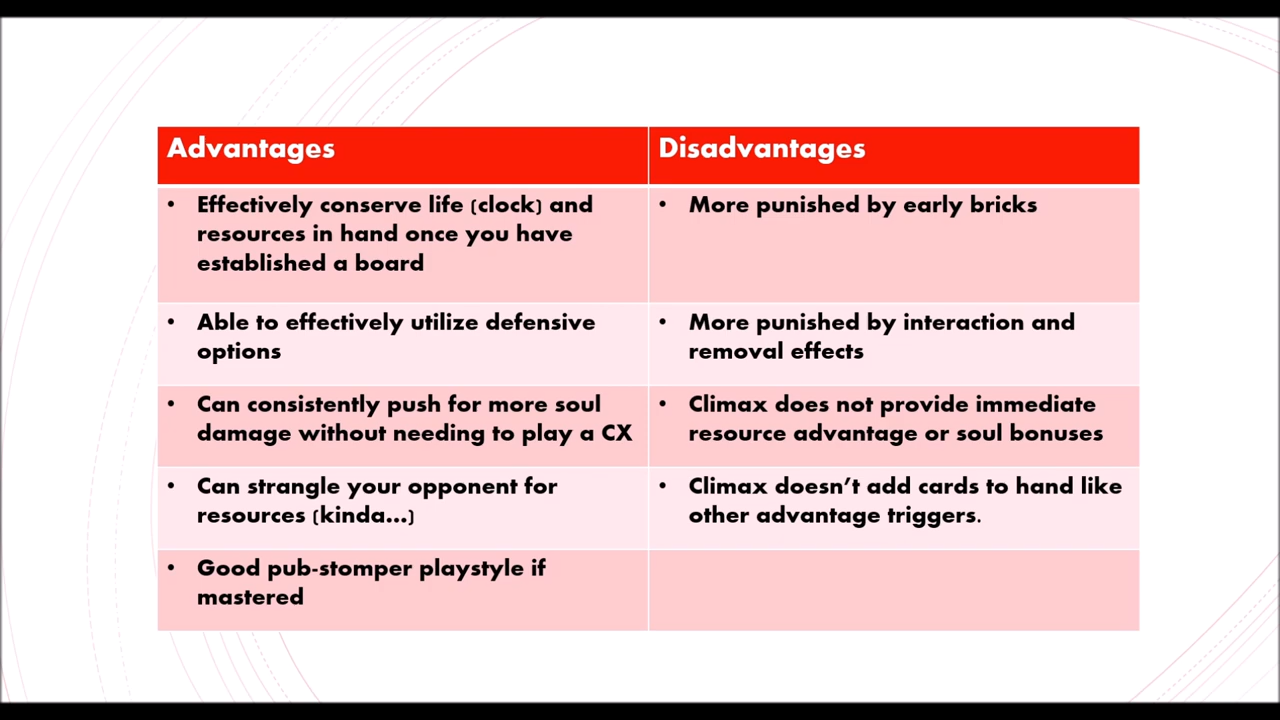 Advantages
Disadvantages
• Effectively conserve life (clock) and
resources in hand once you have
established a board
• More punished by early bricks
• Able to effectively utilize defensive
options
• More punished by interaction and
removal effects
• Can consistently push for more soul
damage without needing to play a CX
• Climax does not provide immediate
resource advantage or soul bonuses
• Can strangle your opponent for
resources (kinda...)
• Climax doesn't add cards to hand like
other advantage triggers.
• Good pub-stomper playstyle if
mastered